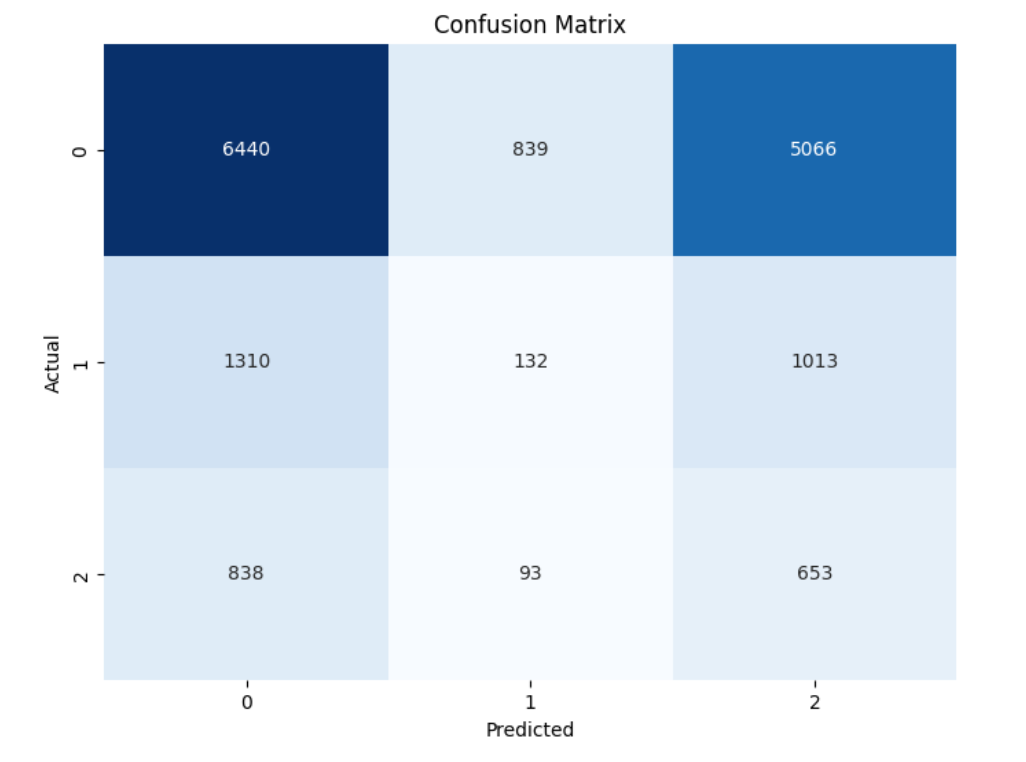 Confusion Matrix
0 6440 839 5066
Actual
1 1310 132 1013
2 838 93 653
0 1 2
Predicted